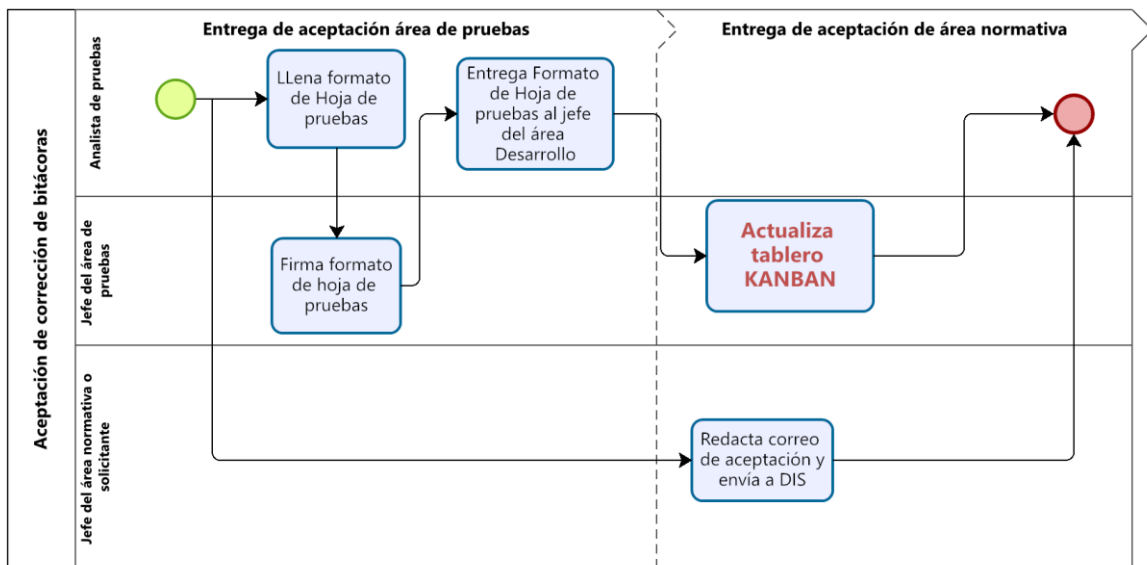 Aceptación de corrección de bitácoras
Entrega de aceptación área de pruebas
Entrega de aceptación de área normativa
Analista de pruebas
LLena formato
de Hoja de
pruebas
Entrega Formato
de Hoja de
pruebas al jefe
del área
Desarrollo
Jefe del área de
pruebas
Firma formato
de hoja de
pruebas
Actualiza
tablero
KANBAN
Jefe del área normativa o
solicitante
Redacta correo
de aceptación y
envía a DIS